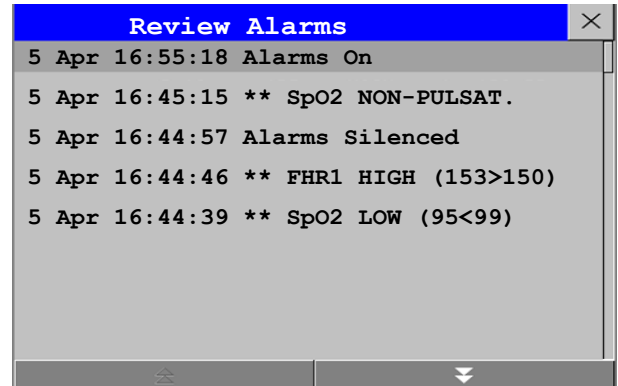 Review Alarms
5 Apr 16:55:18 Alarms On
5 Apr 16:45:15 ** SpO2 NON-PULSAT.
5 Apr 16:44:57 Alarms Silenced
5 Apr 16:44:46 ** FHR1 HIGH (153>150)
5 Apr 16:44:39 ** SpO2 LOW (95<99)